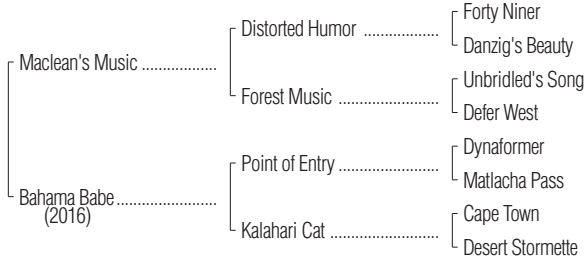 Forty Niner
Distorted Humor ..................
Danzig's Beauty
Maclean's Music ..................
Unbridled's Song
Forest Music ........................
Defer West
Dynaformer
Point of Entry ........................
Matlacha Pass
Bahama Babe ........................
(2016)
Cape Town
Kalahari Cat ..........................
Desert Stormette